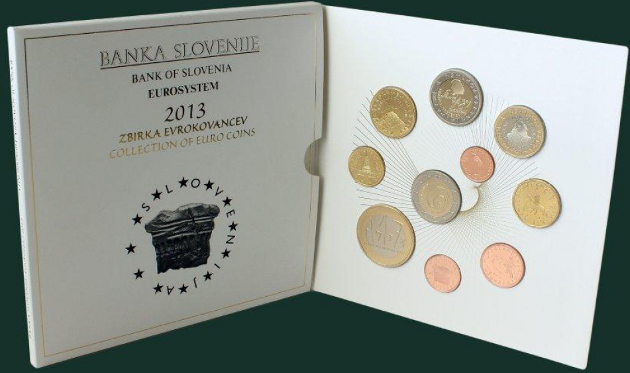 BANKA SLOVENIJE
BANK OF SLOVENIA
EUROSYSTEM
2013
ZBIRKA EVROKOVANCEV
COLLECTION OF EURO COINS
SLOVENIJA